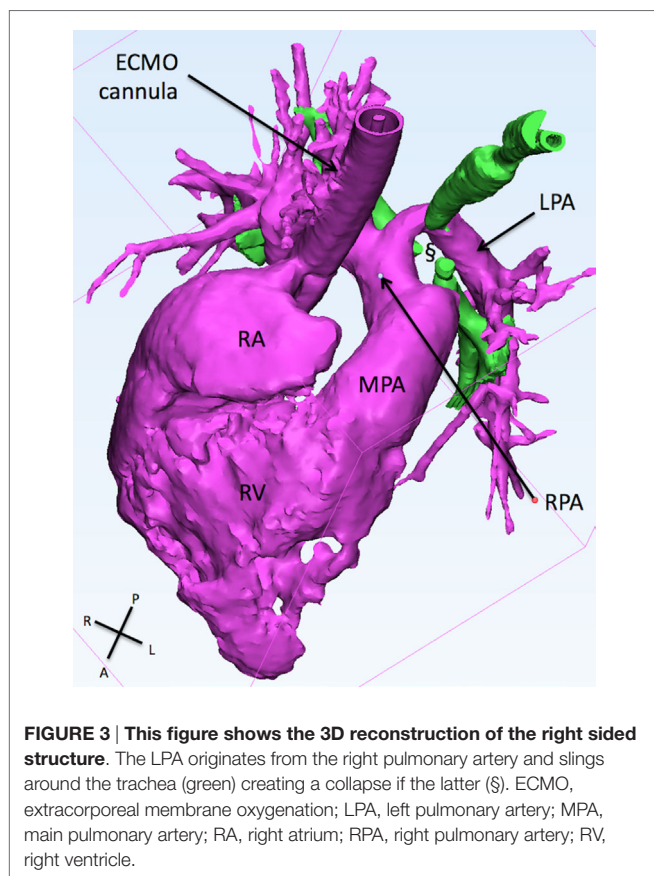 ECMO
cannula
LPA
§
RA
MPA
RV
RPA
P
R
L
A
FIGURE 3 | This figure shows the 3D reconstruction of the right sided
structure. The LPA originates from the right pulmonary artery and slings
around the trachea (green) creating a collapse if the latter (§). ECMO,
extracorporeal membrane oxygenation; LPA, left pulmonary artery; MPA,
main pulmonary artery; RA, right atrium; RPA, right pulmonary artery; RV,
right ventricle.